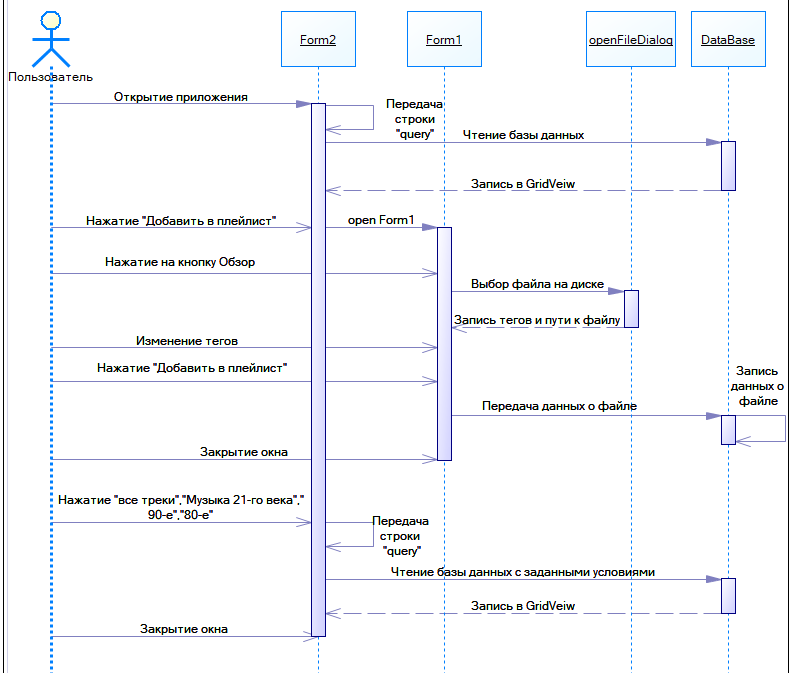 Form2
Form1
openFileDialog
DataBase
Пользователь
Открытие приложения
Передача
строки
"query"
Чтение базы данных
Запись в GridVeiw
Нажатие "Добавить в плейлист"
open Form1
Нажатие на кнопку Обзор
Выбор файла на диске
Запись тегов и пути к файлу
Изменение тегов
Нажатие "Добавить в плейлист"
Запись
данных о
файле
Передача данных о файле
Закрытие окна
Нажатие "все треки","Музыка 21-го века","
90-е","80-е"
Передача
строки
"query"
Чтение базы данных с заданными условиями
Запись в GridVeiw
Закрытие окна